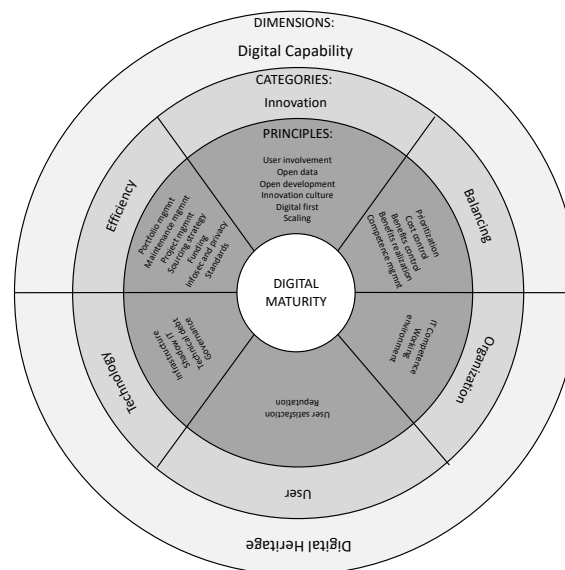 DIMENSIONS:
Digital Capability
CATEGORIES:
Innovation
PRINCIPLES:
User involvement
Open data
Open development
Innovation culture
Digital first
Scaling
Efficiency
Portfolio mgmnt
Maintenance mgmnt
Project mgmnt
Sourcing strategy
Funding
Infosec and privacy
Standards
Balancing
Prioritization
Cost control
Benefits control
Benefits realization
Competence mgmnt
DIGITAL
MATURITY
Technology
Infrastructure
Shadow IT
Technical debt
Governance
Organization
IT Competence
Working
environment
User satisfaction
Reputation
User
Digital Heritage